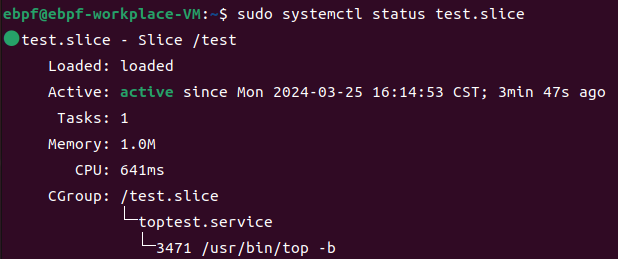 ebpf@ebpf-workplace-VM:~$ sudo systemctl status test.slice
●test.slice - Slice /test
Loaded: loaded
Active: active since Mon 2024-03-25 16:14:53 CST; 3min 47s ago
Tasks: 1
Memory: 1.0M
CPU: 641ms
CGroup: /test.slice
└─toptest.service
└─3471 /usr/bin/top -b